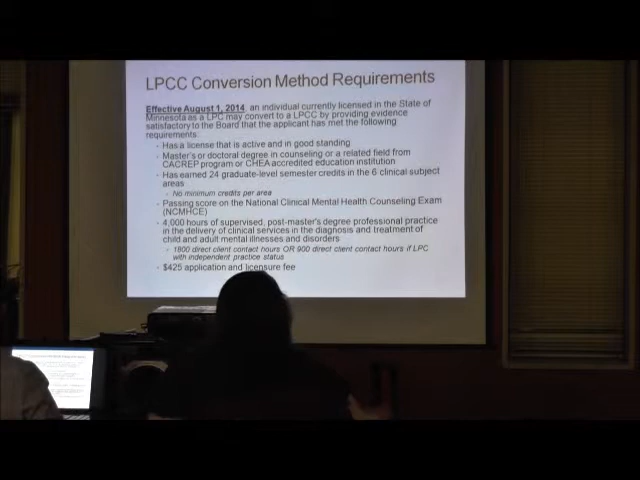 LPCC Conversion Method Requirements
Effective August 1, 2014, an individual currently licensed in the State of
Minnesota as a LPC may convert to a LPCC by providing evidence
satisfactory to the Board that the applicant has met the following
requirements:
- Has a license that is active and in good standing
- Master's or doctoral degree in counseling or a related field from
CACREP program or CHEA accredited education institution
- Has earned 24 graduate-level semester credits in the 6 clinical subject
areas
- No minimum credits per area
- Passing score on the National Clinical Mental Health Counseling Exam
(NCMHCE)
- 4,000 hours of supervised, post-master's degree professional practice
in the delivery of clinical services in the diagnosis and treatment of
child and adult mental illnesses and disorders
- 1800 direct client contact hours OR 900 direct client contact hours if LPC
with independent practice status
- $425 application and licensure fee